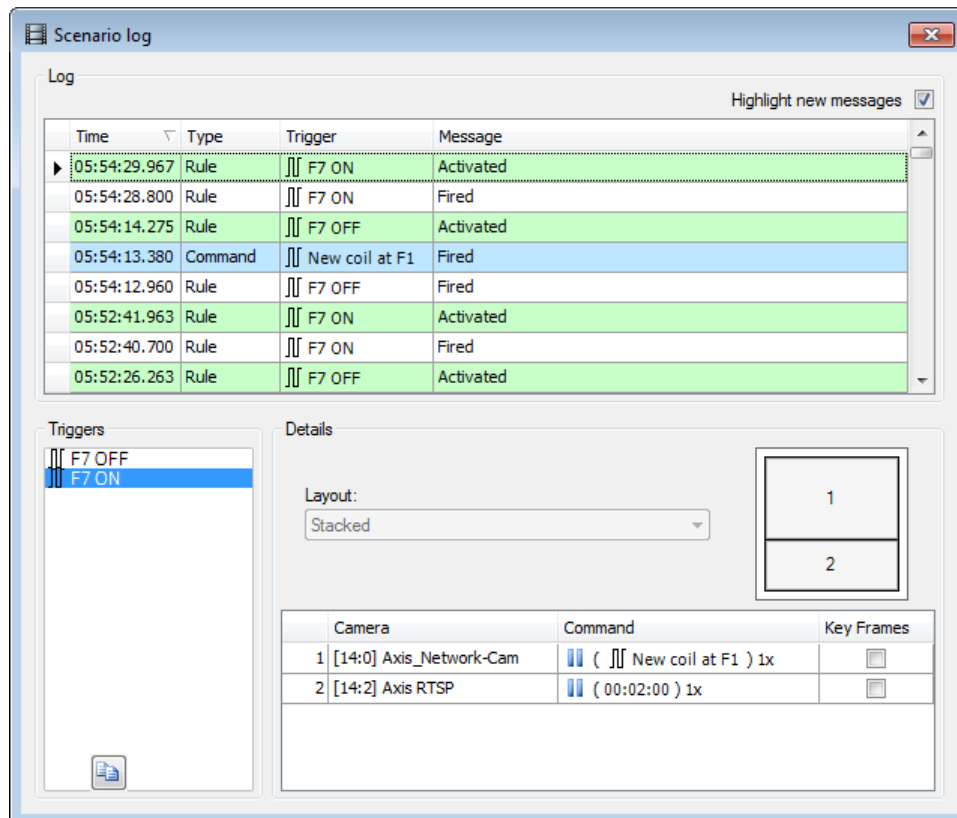 Scenario log
Log
Highlight new messages
Time Type Trigger Message
05:54:29.967 Rule F7 ON Activated
05:54:28.800 Rule F7 ON Fired
05:54:14.275 Rule F7 OFF Activated
05:54:13.380 Command New coil at F1 Fired
05:54:12.960 Rule F7 OFF Fired
05:52:41.963 Rule F7 ON Activated
05:52:40.700 Rule F7 ON Fired
05:52:26.263 Rule F7 OFF Activated
Triggers
F7 OFF
F7 ON
Details
Layout:
Stacked
1
2
Camera Command Key Frames
1 [14:0] Axis_Network-Cam ( New coil at F1 ) 1x
2 [14:2] Axis RTSP ( 00:02:00 ) 1x